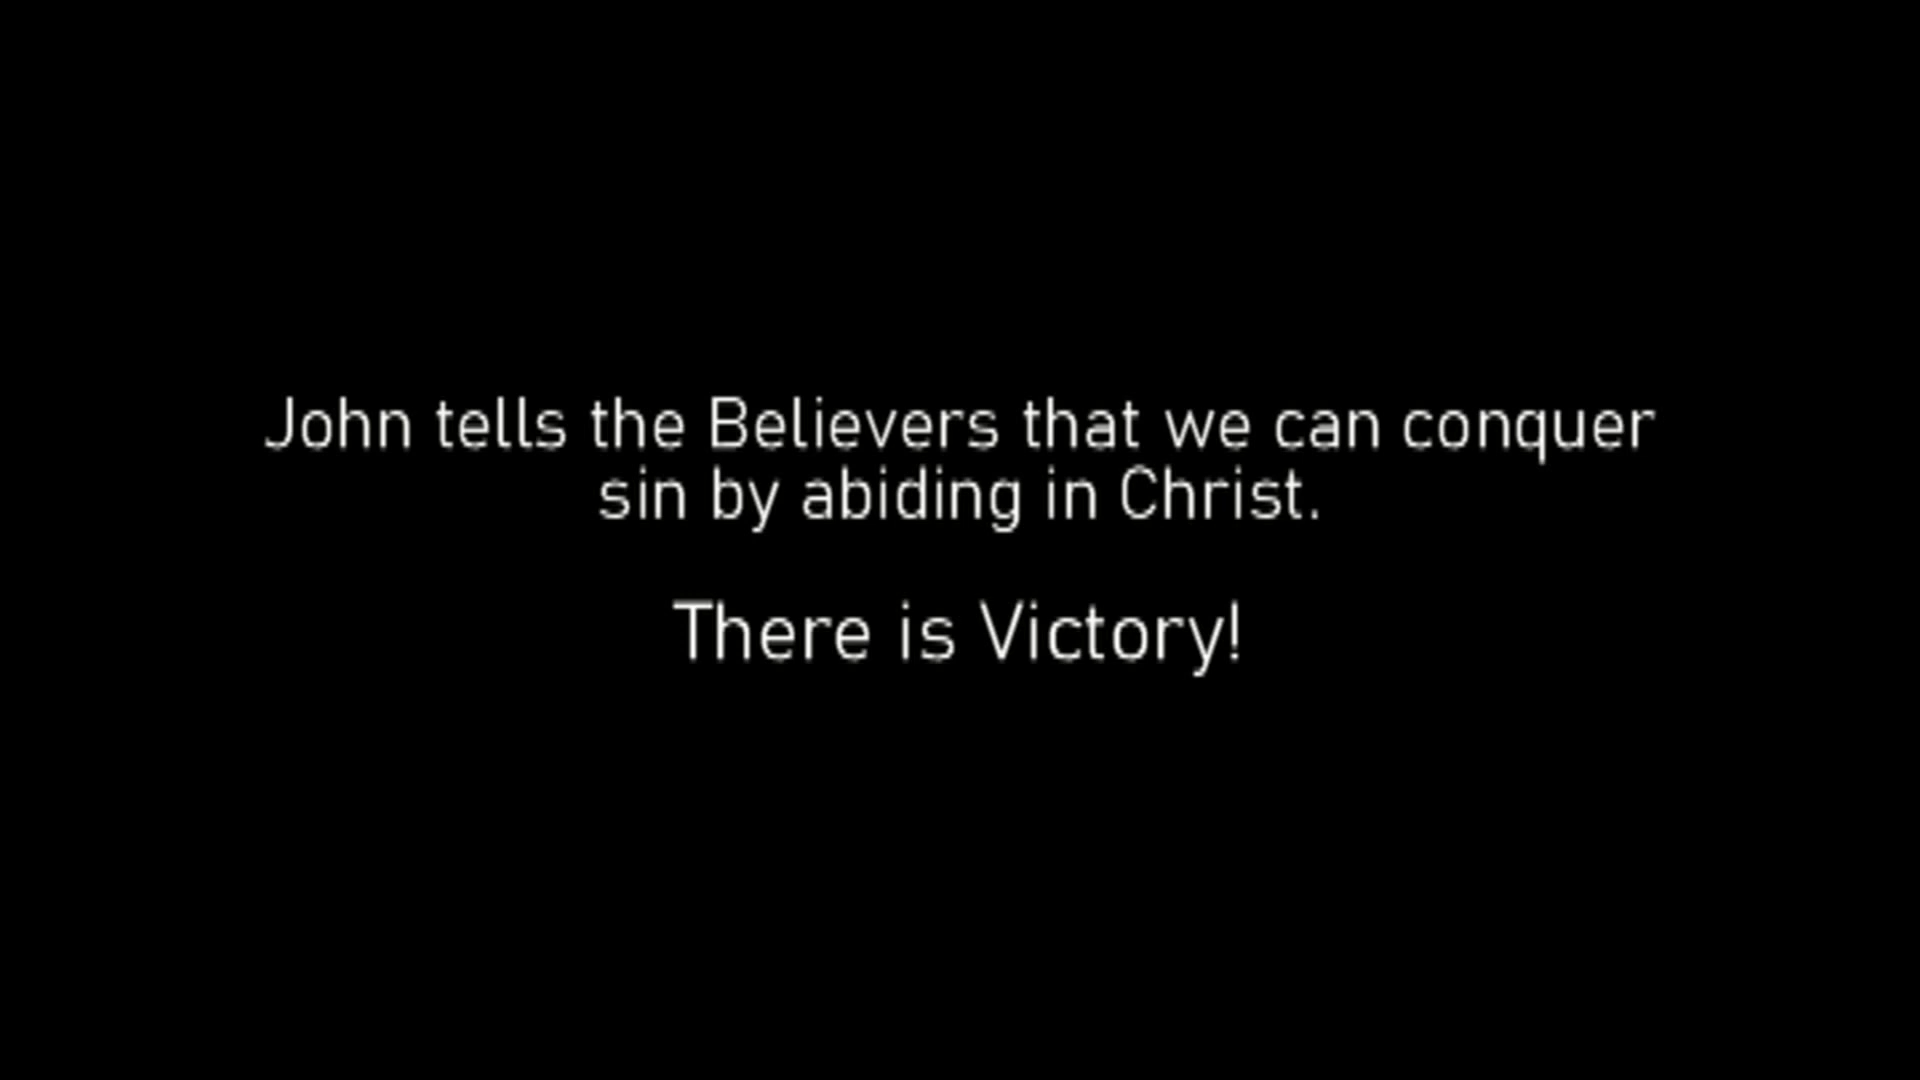 John tells the Believers that we can conquer
sin by abiding in Christ.
There is Victory!